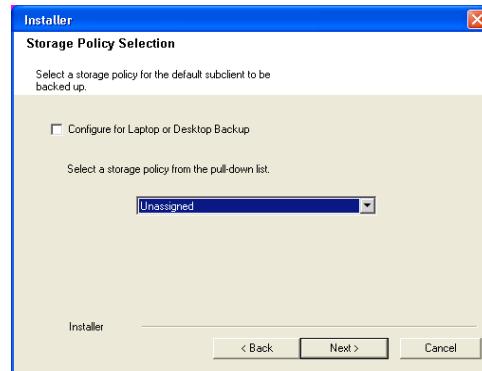 Installer
Storage Policy Selection
Select a storage policy for the default subclient to be
backed up.
Configure for Laptop or Desktop Backup
Select a storage policy from the pull-down list.
Unassigned
Installer
< Back
Next >
Cancel